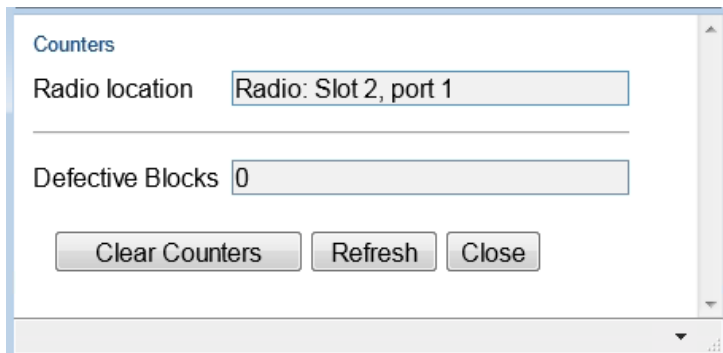 Counters
Radio location Radio: Slot 2, port 1
Defective Blocks 0
Clear Counters Refresh Close